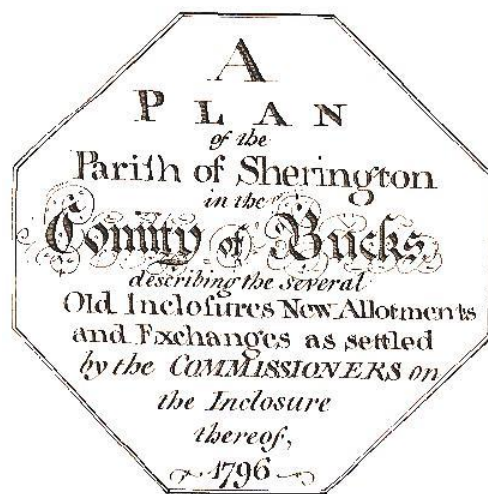 A
PLAN
of the
Pariſh of Sherington
in the
County of Bucks
describing the several
Old Incloſures New Allotments
and Exchanges as settled
by the COMMISSIONERS on
the Incloſure
thereof,
1796